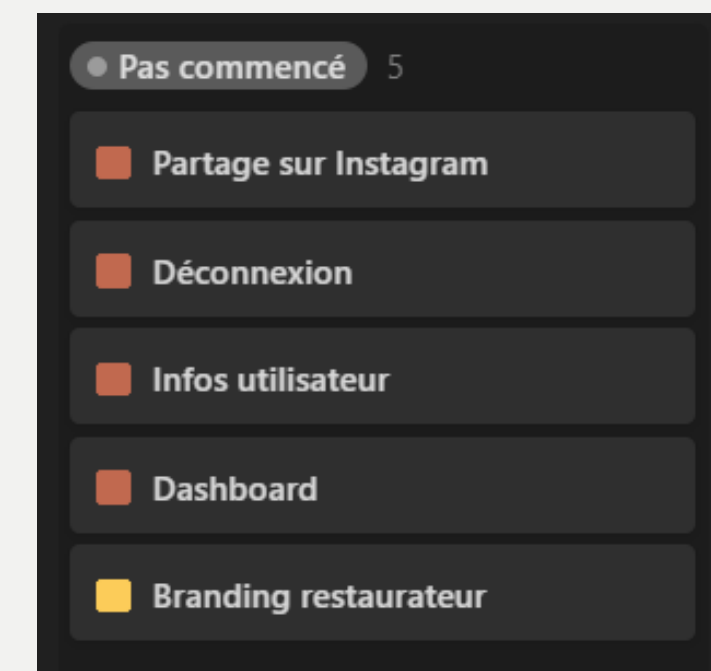 Pas commencé 5
Partage sur Instagram
Déconnexion
Infos utilisateur
Dashboard
Branding restaurateur